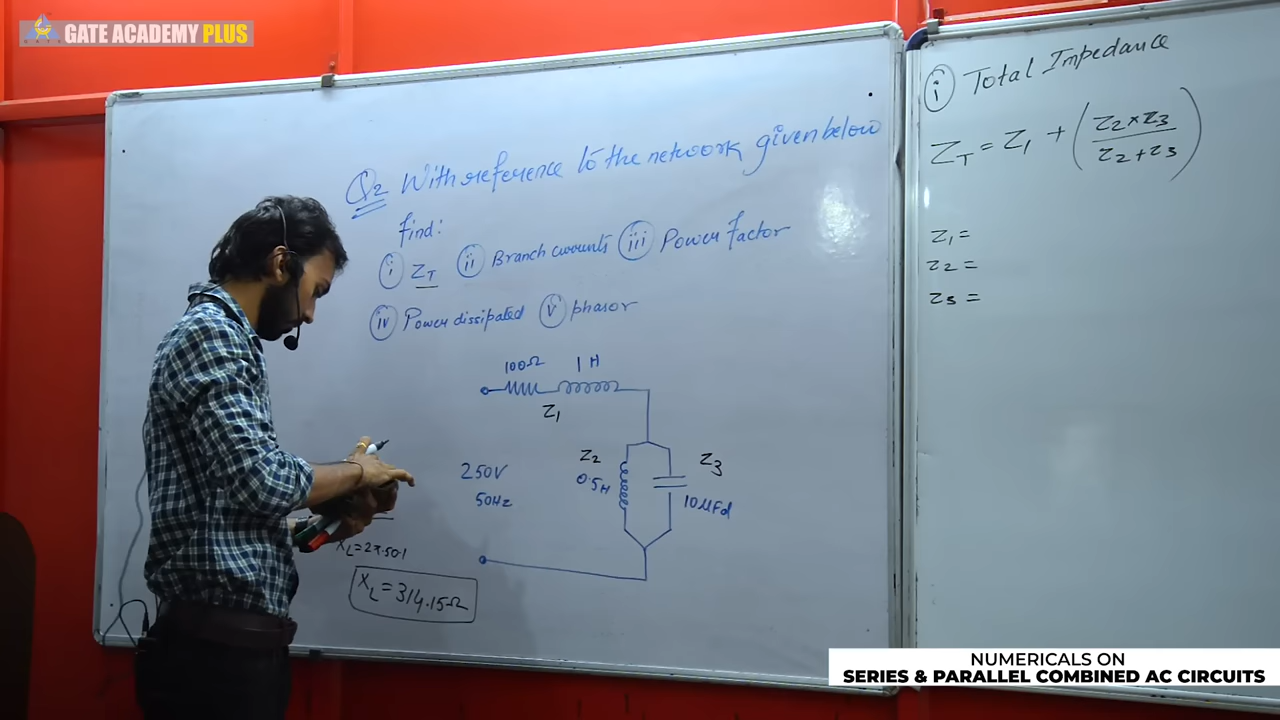 GATE ACADEMY PLUS
Q2 With reference to the network given below
find:
(i) ZT (ii) Branch currents (iii) Power factor
(iv) Power dissipated (v) phasor
100Ω 1 H
Z1
250V
50Hz
Z2
0.5H
Z3
10 μFd
XL=2π.50.1
XL=314.15Ω
(i) Total Impedance
ZT = Z1 + (Z2×Z3 / Z2+Z3)
Z1=
Z2=
Z3=
NUMERICALS ON
SERIES & PARALLEL COMBINED AC CIRCUITS